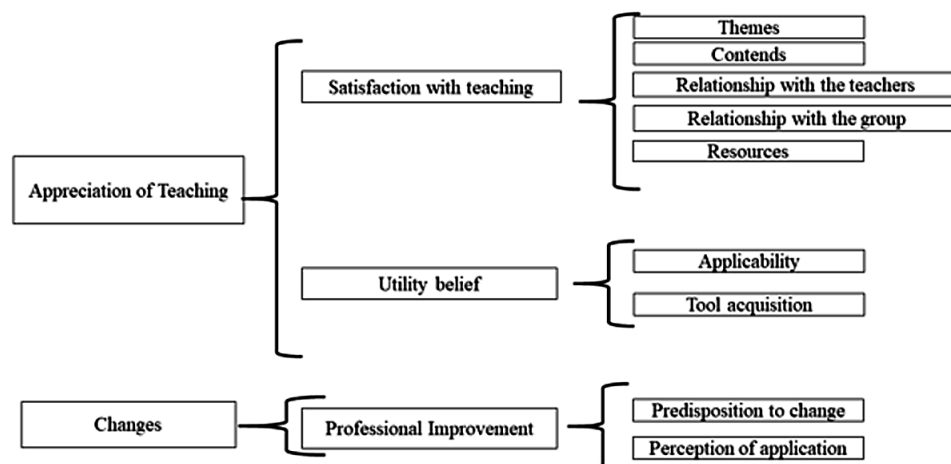 Appreciation of Teaching
Satisfaction with teaching
Themes
Contends
Relationship with the teachers
Relationship with the group
Resources
Utility belief
Applicability
Tool acquisition
Changes
Professional Improvement
Predisposition to change
Perception of application